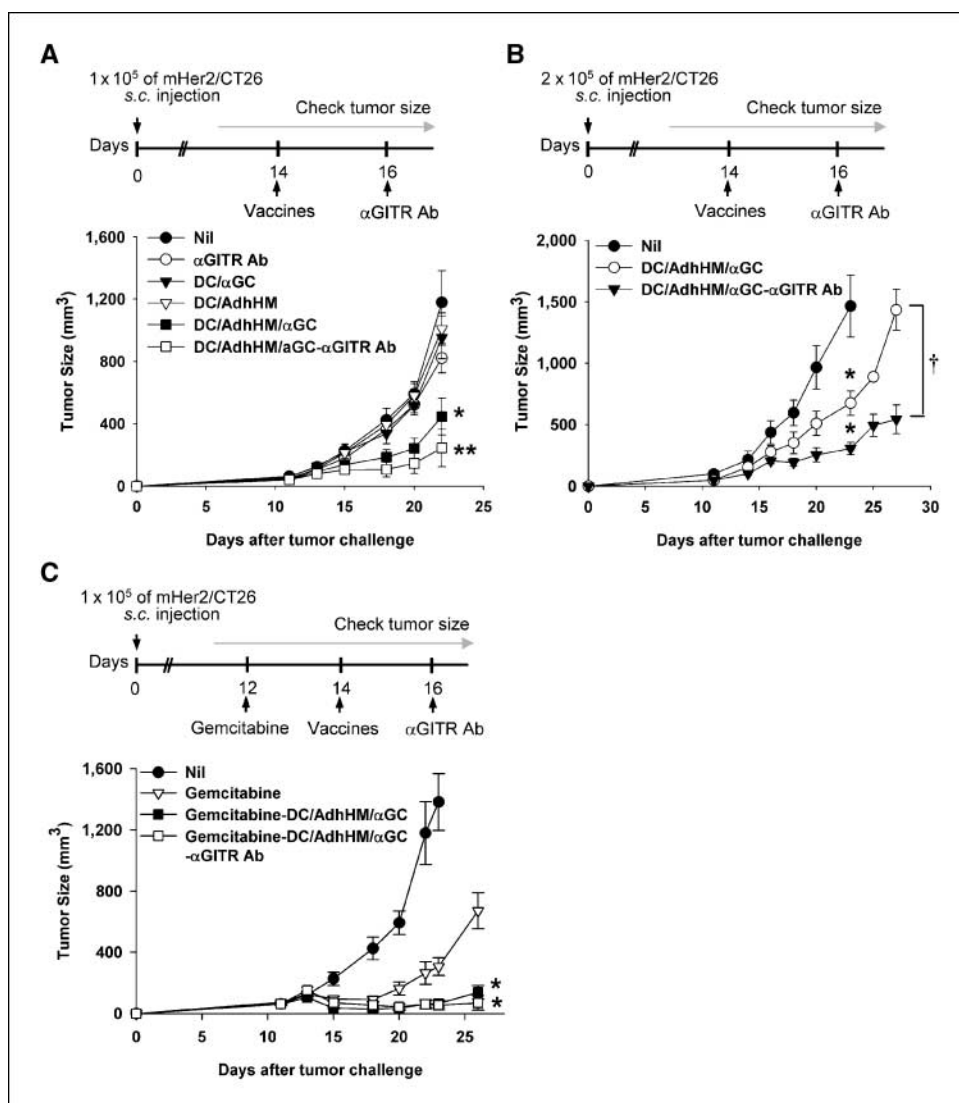 A
1 x 10⁵ of mHer2/CT26
s.c. injection
Check tumor size
Days
0
14
16
Vaccines
αGITR Ab
1,600
1,200
800
400
0
Tumor Size (mm³)
Nil
αGITR Ab
DC/αGC
DC/AdhHM
DC/AdhHM/αGC
DC/AdhHM/aGC-αGITR Ab
*
**
0 5 10 15 20 25
Days after tumor challenge
B
2 x 10⁵ of mHer2/CT26
s.c. injection
Check tumor size
Days
0
14
16
Vaccines
αGITR Ab
2,000
1,500
1,000
500
0
Tumor Size (mm³)
Nil
DC/AdhHM/αGC
DC/AdhHM/αGC-αGITR Ab
*
*
†
0 5 10 15 20 25 30
Days after tumor challenge
C
1 x 10⁵ of mHer2/CT26
s.c. injection
Check tumor size
Days
0
12
14
16
Gemcitabine
Vaccines
αGITR Ab
1,600
1,200
800
400
0
Tumor Size (mm³)
Nil
Gemcitabine
Gemcitabine-DC/AdhHM/αGC
Gemcitabine-DC/AdhHM/αGC
-αGITR Ab
*
*
0 5 10 15 20 25
Days after tumor challenge